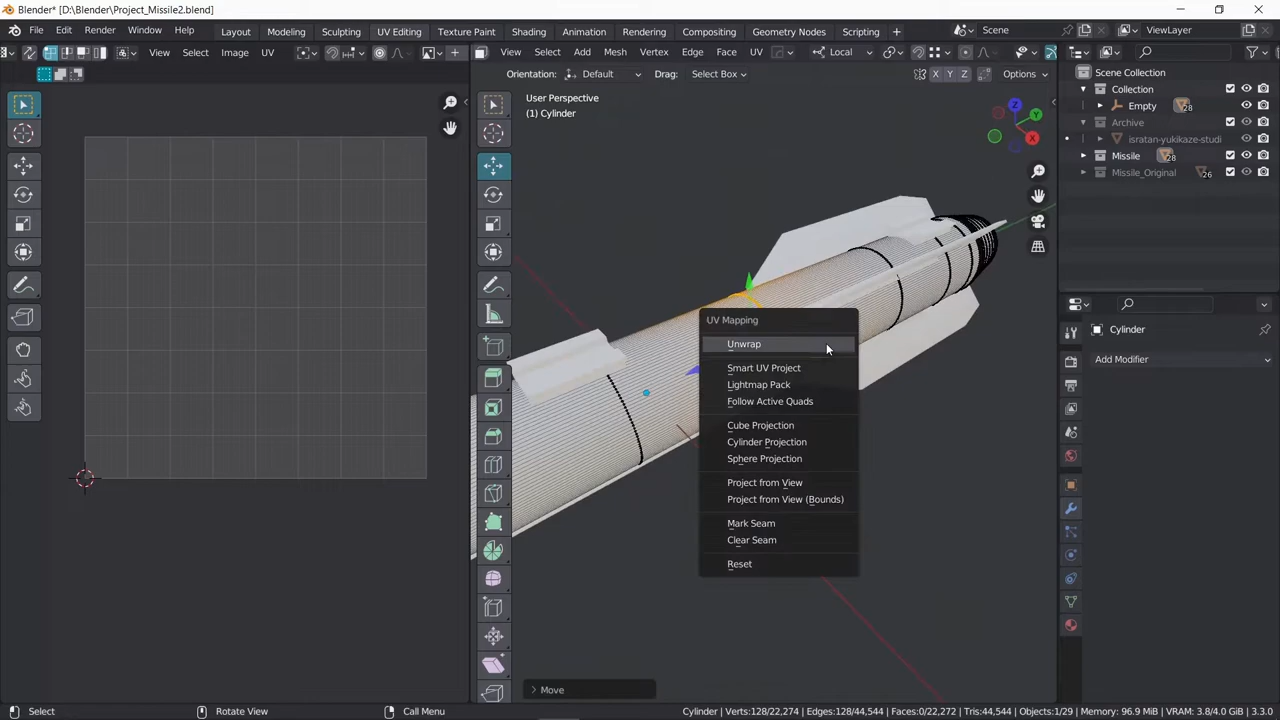 Blender* [D:\Blender\Project_Missile2.blend]
File Edit Render Window Help Layout Modeling Sculpting UV Editing Texture Paint Shading Animation Rendering Compositing Geometry Nodes Scripting + Scene ViewLayer
View Select Image UV View Select Add Mesh Vertex Edge Face UV Local
Orientation: Default Drag: Select Box X Y Z Options
User Perspective
(1) Cylinder
Z
Y
X
Scene Collection
Collection
Empty 28
Archive
isratan-yukikaze-studi
Missile 28
Missile_Original 26
UV Mapping
Unwrap
Smart UV Project
Lightmap Pack
Follow Active Quads
Cube Projection
Cylinder Projection
Sphere Projection
Project from View
Project from View (Bounds)
Mark Seam
Clear Seam
Reset
Cylinder
Add Modifier
Move
Select Rotate View Call Menu Cylinder | Verts:128/22,274 | Edges:128/44,544 | Faces:0/22,272 | Tris:44,544 | Objects:1/29 | Memory: 96.9 MiB | VRAM: 3.8/4.0 GiB | 3.3.0